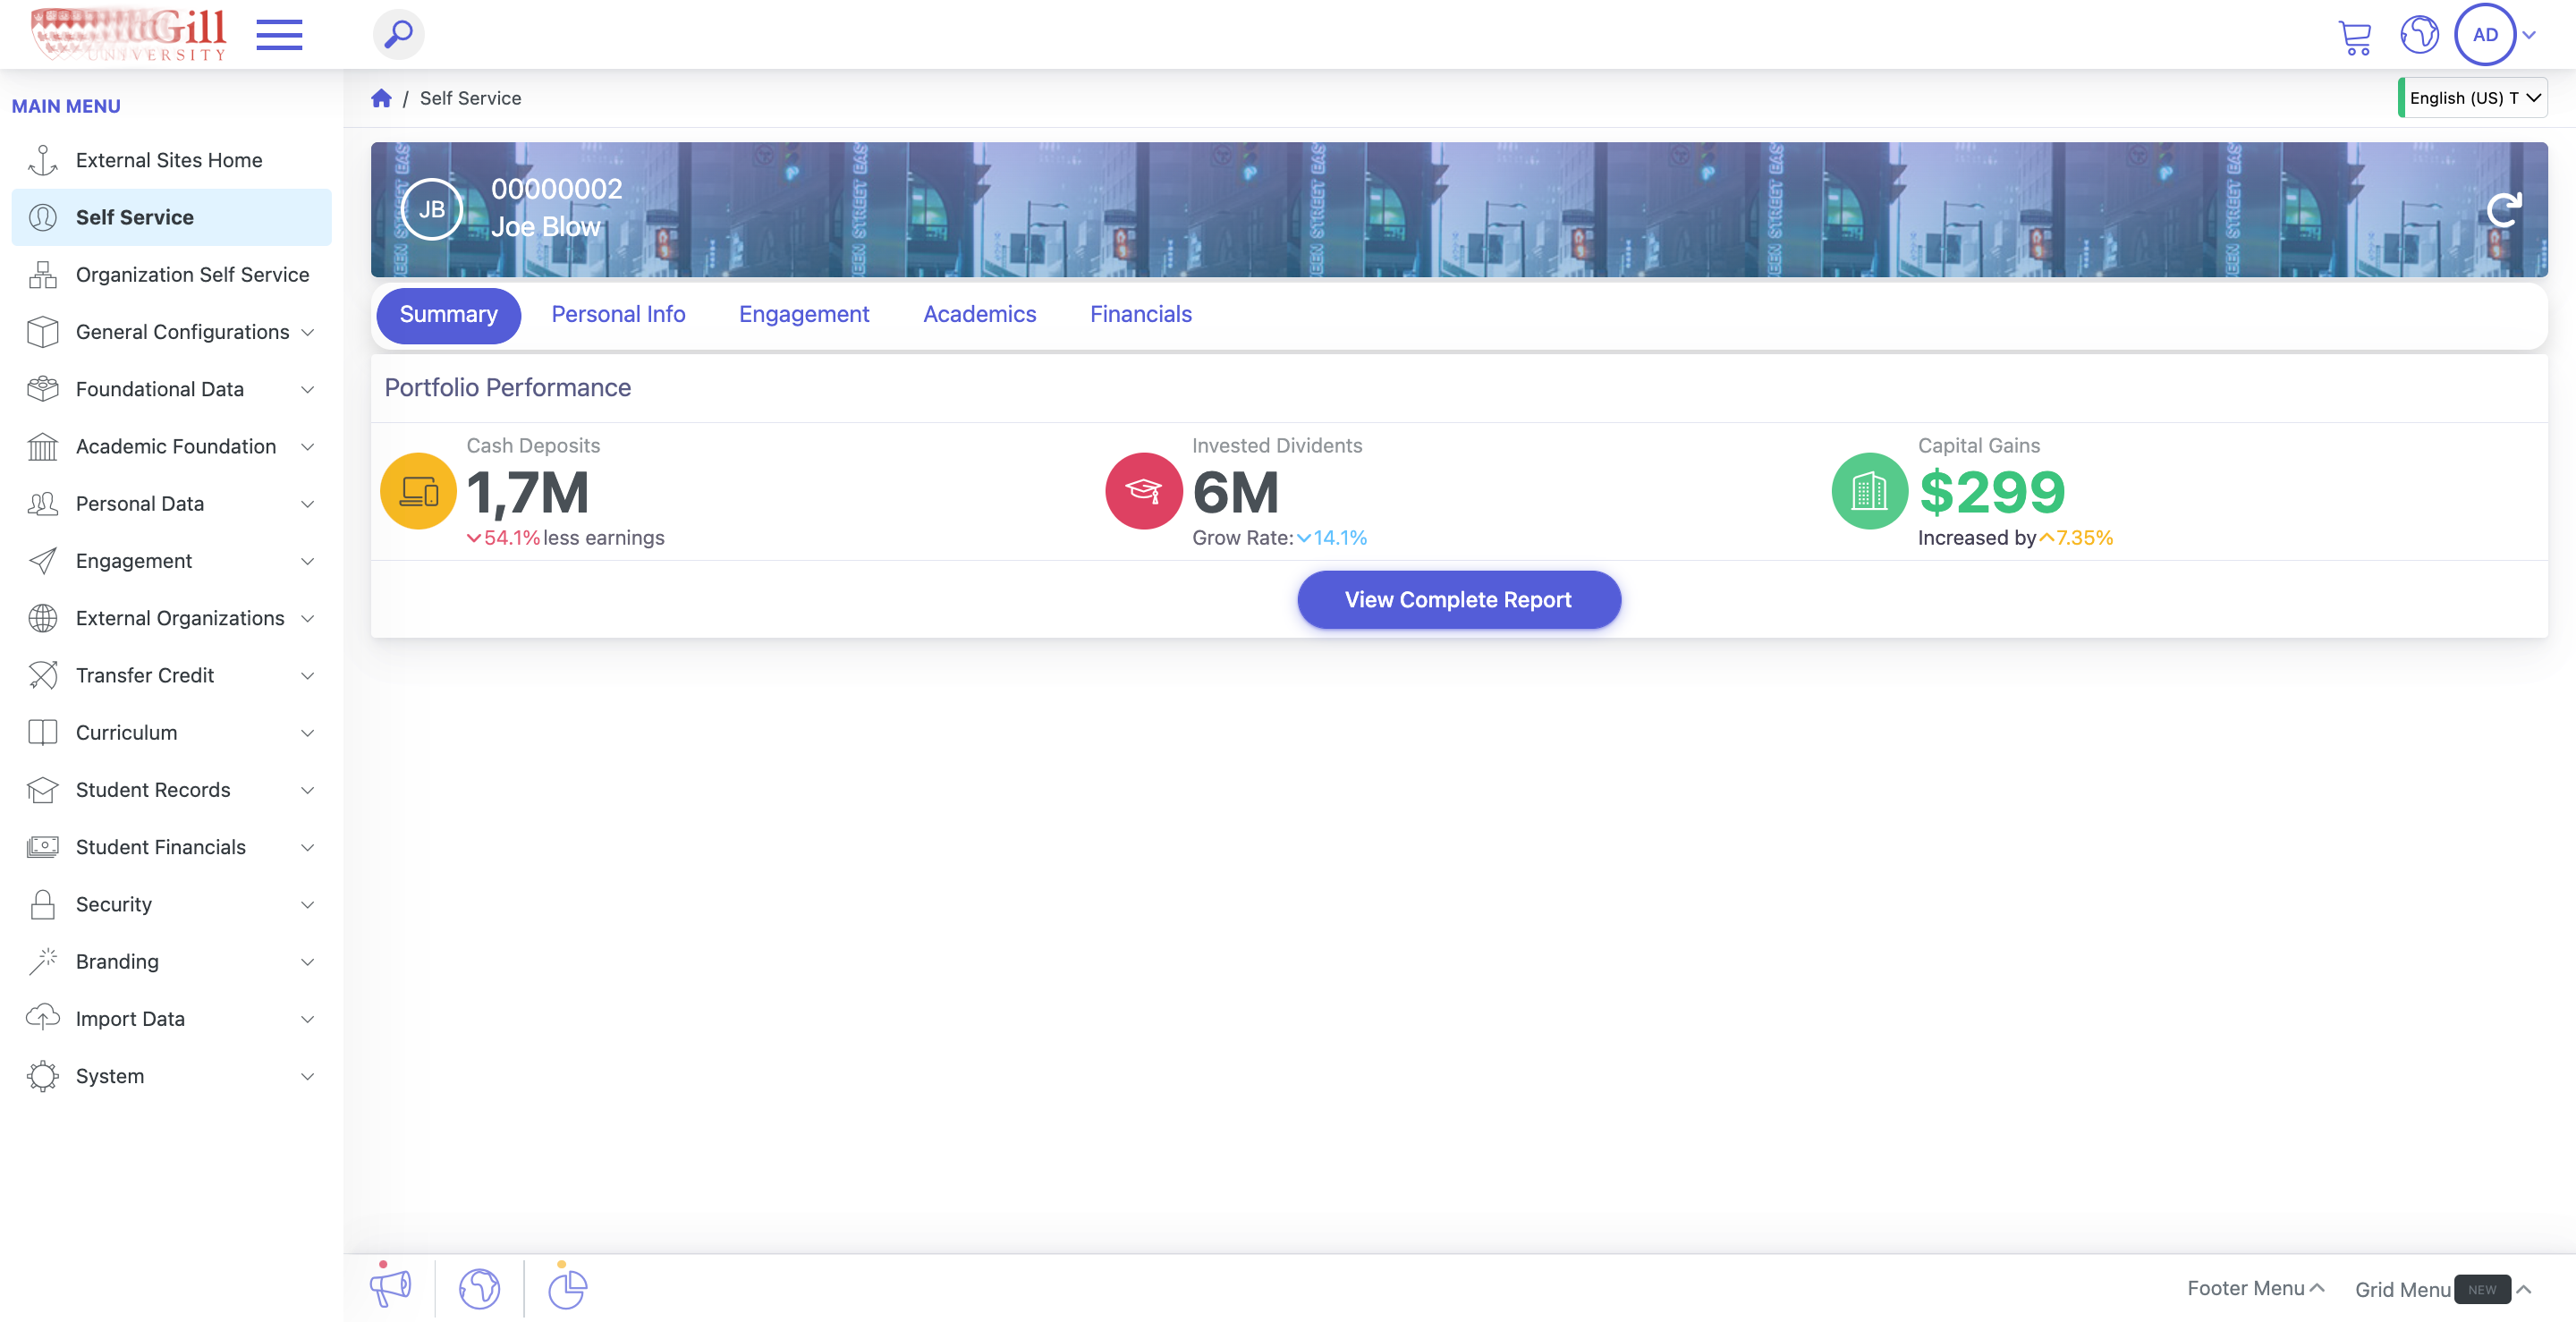 Gill
UNIVERSITY
AD
MAIN MENU
External Sites Home
Self Service
Organization Self Service
General Configurations
Foundational Data
Academic Foundation
Personal Data
Engagement
External Organizations
Transfer Credit
Curriculum
Student Records
Student Financials
Security
Branding
Import Data
System
/ Self Service
English (US) T
JB
00000002
Joe Blow
Summary
Personal Info
Engagement
Academics
Financials
Portfolio Performance
Cash Deposits
1,7M
54.1% less earnings
Invested Dividents
6M
Grow Rate: 14.1%
Capital Gains
$299
Increased by 7.35%
View Complete Report
Footer Menu
Grid Menu NEW